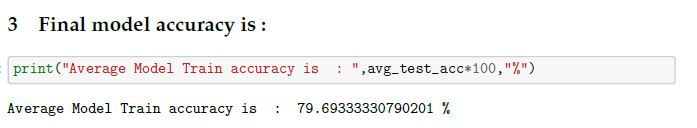 3 Final model accuracy is :
print("Average Model Train accuracy is  : ",avg_test_acc*100,"%")
Average Model Train accuracy is  :  79.69333330790201 %